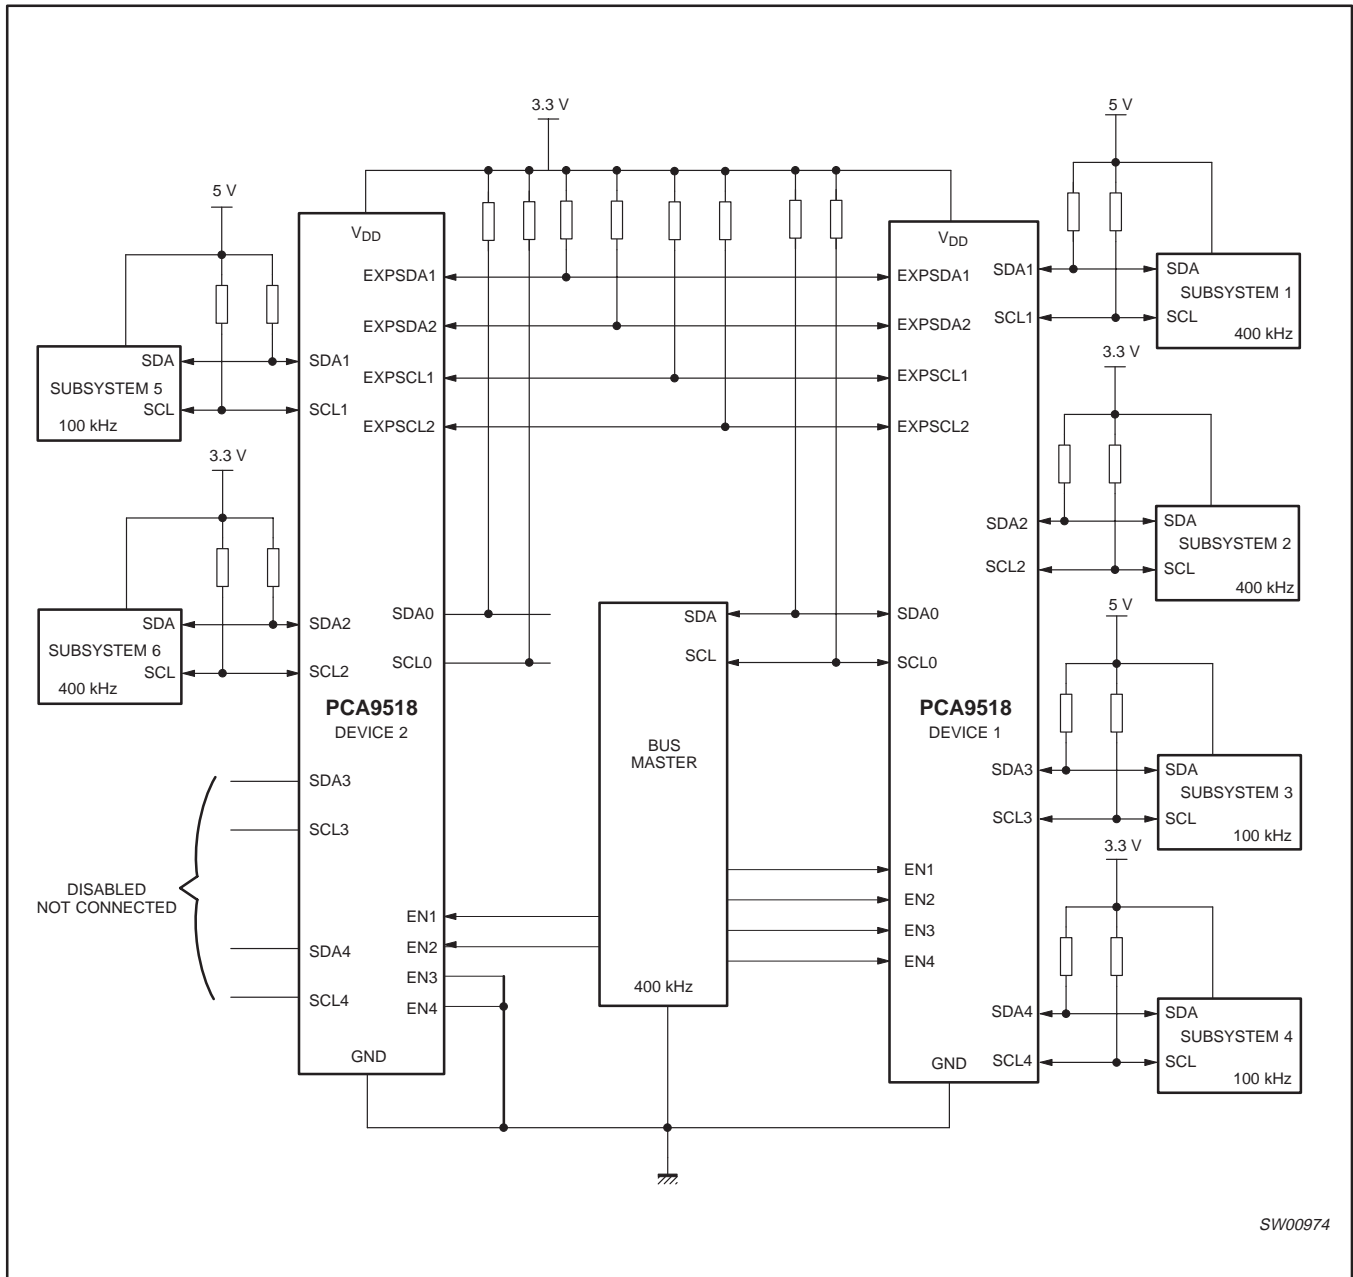 3.3 V
5 V
5 V
VDD
EXPSDA1
EXPSDA2
EXPSCL1
EXPSCL2
SDA1
SCL1
SUBSYSTEM 5
SDA
SCL
100 kHz
3.3 V
SUBSYSTEM 6
SDA
SCL
400 kHz
SDA2
SCL2
SDA0
SCL0
PCA9518
DEVICE 2
SDA3
SCL3
DISABLED
NOT CONNECTED
SDA4
SCL4
EN1
EN2
EN3
EN4
GND
SDA
SCL
BUS
MASTER
400 kHz
VDD
EXPSDA1
EXPSDA2
EXPSCL1
EXPSCL2
SDA0
SCL0
PCA9518
DEVICE 1
EN1
EN2
EN3
EN4
GND
SDA1
SCL1
SDA
SUBSYSTEM 1
SCL
400 kHz
3.3 V
SDA2
SCL2
SDA
SUBSYSTEM 2
SCL
400 kHz
5 V
SDA3
SCL3
SDA
SUBSYSTEM 3
SCL
100 kHz
3.3 V
SDA4
SCL4
SDA
SUBSYSTEM 4
SCL
100 kHz
SW00974